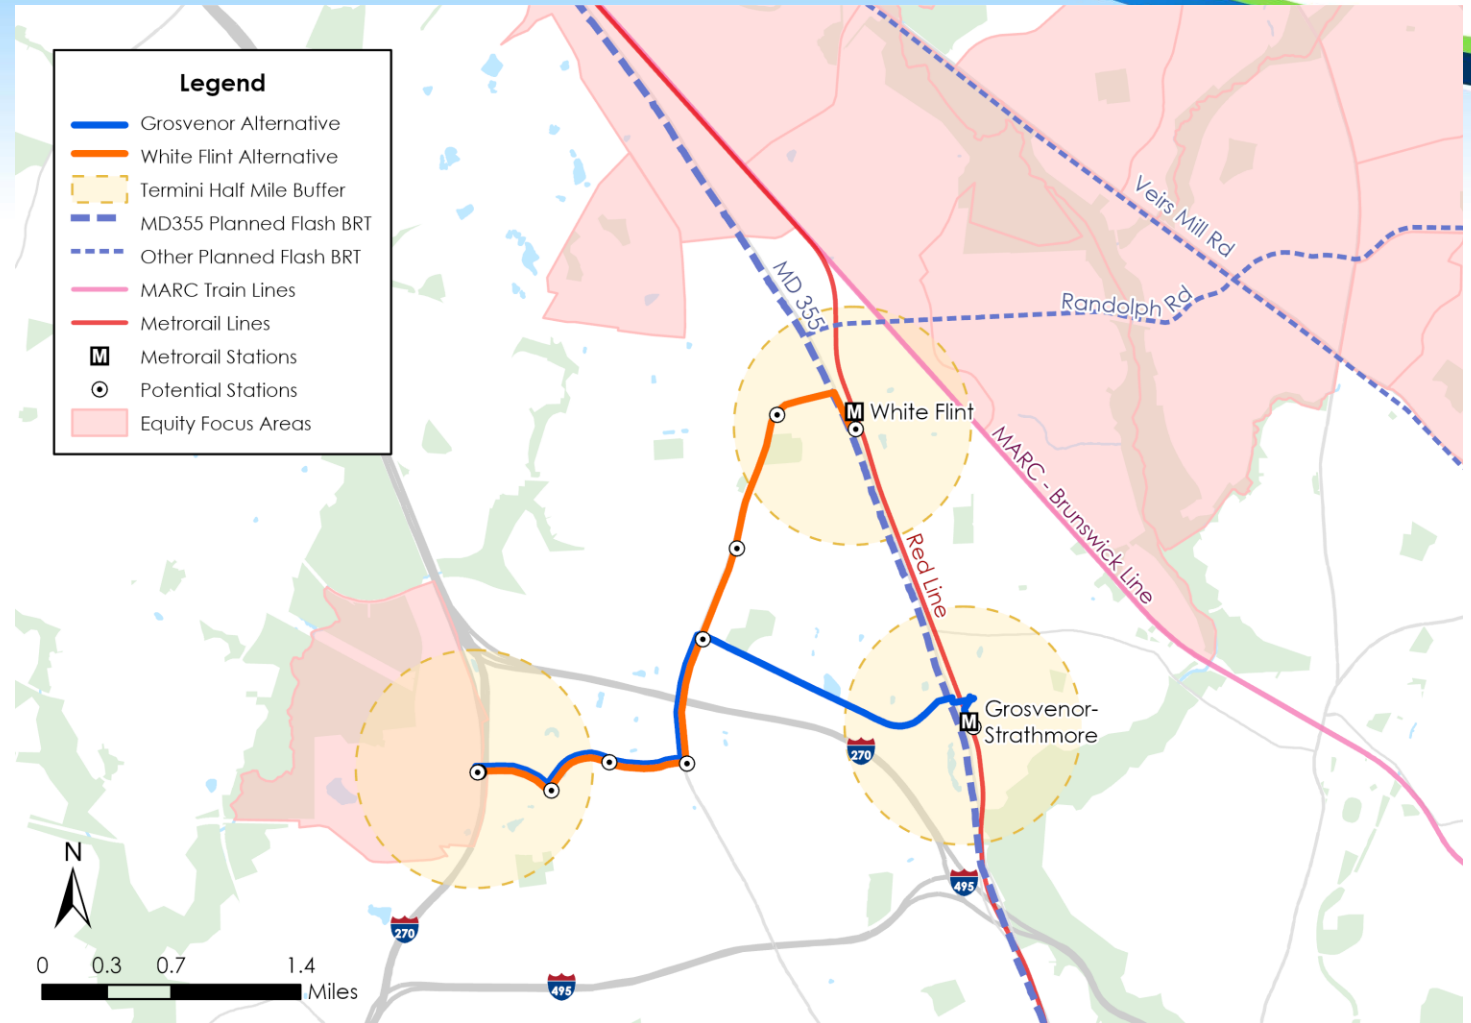 Legend
Grosvenor Alternative
White Flint Alternative
Termini Half Mile Buffer
MD355 Planned Flash BRT
Other Planned Flash BRT
MARC Train Lines
Metrorail Lines
M Metrorail Stations
Potential Stations
Equity Focus Areas
Veirs Mill Rd
MD 355
Randolph Rd
M White Flint
MARC - Brunswick Line
Red Line
M Grosvenor-
Strathmore
270
495
270
495
N
0 0.3 0.7 1.4
Miles